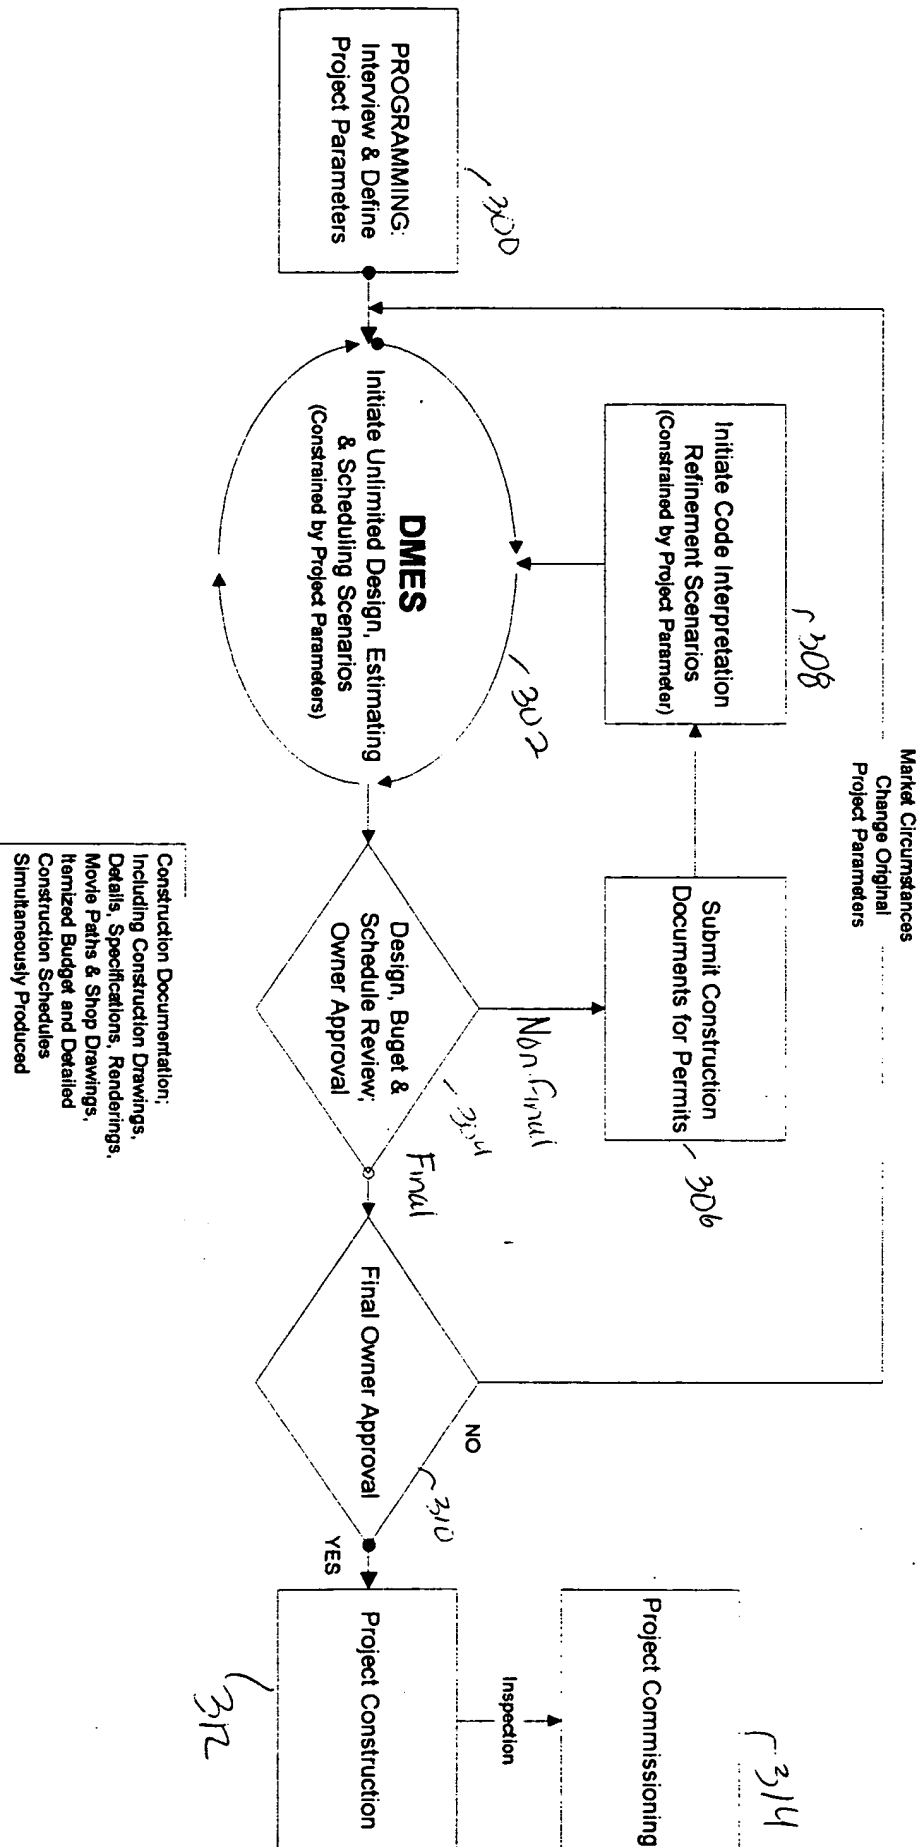 PROGRAMMING:
Interview & Define
Project Parameters
300
DMES
Initiate Unlimited Design, Estimating
& Scheduling Scenarios
(Constrained by Project Parameters)
302
Initiate Code Interpretation
Refinement Scenarios
(Constrained by Project Parameter)
308
Market Circumstances
Change Original
Project Parameters
Submit Construction
Documents for Permits
306
Design, Buget &
Schedule Review;
Owner Approval
304
Non-Final
Final
Final Owner Approval
310
NO
YES
Project Construction
312
Inspection
Project Commissioning
314
Construction Documentation;
Including Construction Drawings,
Details, Specifications, Renderings,
Movie Paths & Shop Drawings,
Itemized Budget and Detailed
Construction Schedules
Simultaneously Produced